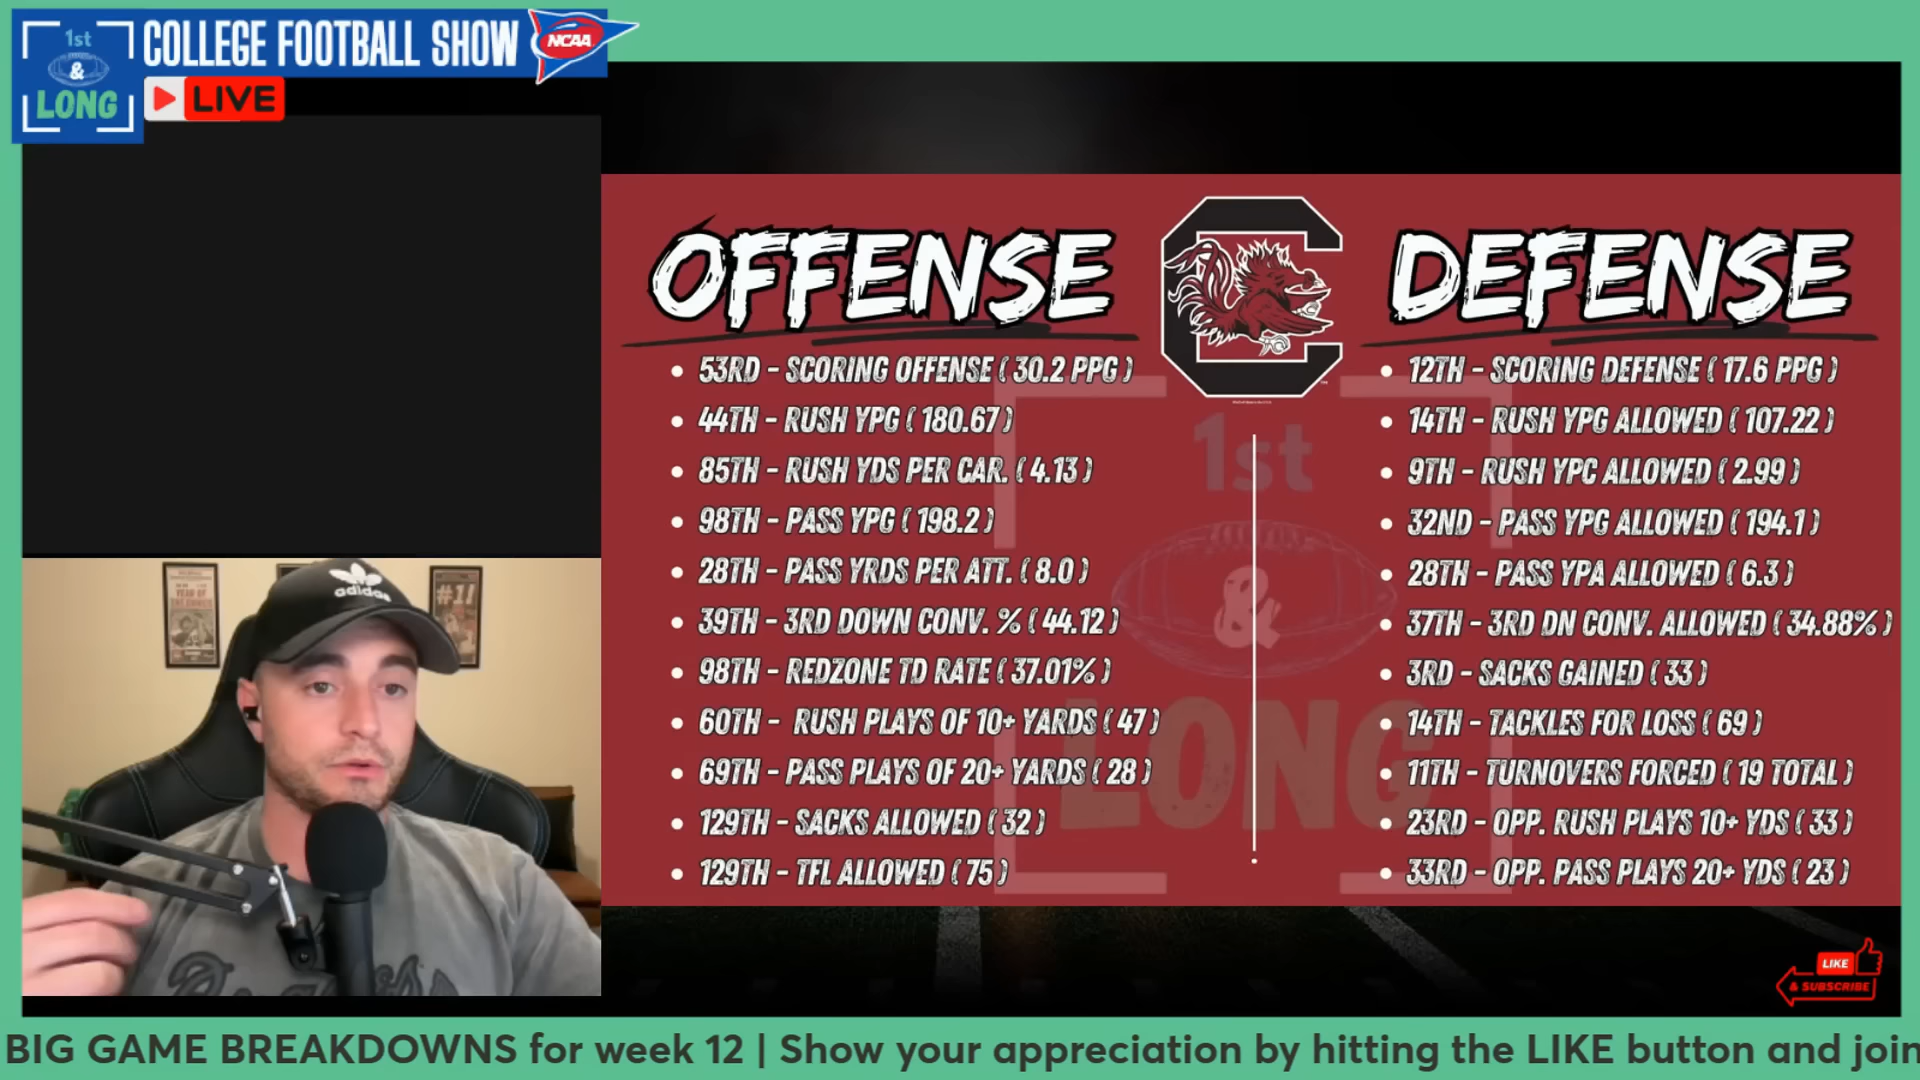 1st
&
LONG
COLLEGE FOOTBALL SHOW
NCAA
LIVE
OFFENSE
53RD - SCORING OFFENSE ( 30.2 PPG )
44TH - RUSH YPG ( 180.67 )
85TH - RUSH YDS PER CAR. ( 4.13 )
98TH - PASS YPG ( 198.2 )
28TH - PASS YRDS PER ATT. ( 8.0 )
39TH - 3RD DOWN CONV. % ( 44.12 )
98TH - REDZONE TD RATE ( 37.01% )
60TH - RUSH PLAYS OF 10+ YARDS ( 47 )
69TH - PASS PLAYS OF 20+ YARDS ( 28 )
129TH - SACKS ALLOWED ( 32 )
129TH - TFL ALLOWED ( 75 )
1st
&
LONG
DEFENSE
12TH - SCORING DEFENSE ( 17.6 PPG )
14TH - RUSH YPG ALLOWED ( 107.22 )
9TH - RUSH YPC ALLOWED ( 2.99 )
32ND - PASS YPG ALLOWED ( 194.1 )
28TH - PASS YPA ALLOWED ( 6.3 )
37TH - 3RD DN CONV. ALLOWED ( 34.88% )
3RD - SACKS GAINED ( 33 )
14TH - TACKLES FOR LOSS ( 69 )
11TH - TURNOVERS FORCED ( 19 TOTAL )
23RD - OPP. RUSH PLAYS 10+ YDS ( 33 )
33RD - OPP. PASS PLAYS 20+ YDS ( 23 )
adidas
#11
LIKE
& SUBSCRIBE
BIG GAME BREAKDOWNS for week 12 | Show your appreciation by hitting the LIKE button and join